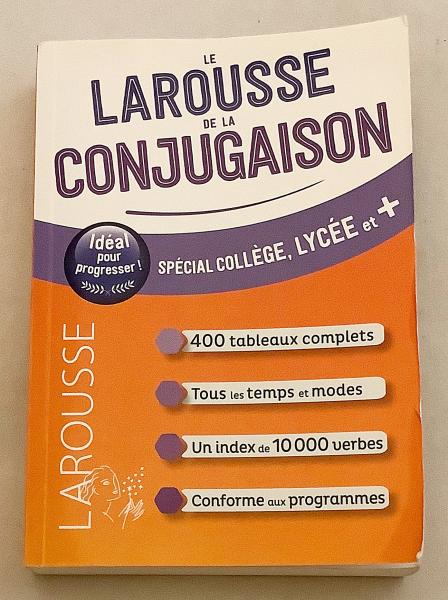 LE
LAROUSSE
DE LA
CONJUGAISON
SPÉCIAL COLLÈGE, LYCÉE et +
Idéal
pour
progresser !
LAROUSSE
400 tableaux complets
Tous les temps et modes
Un index de 10 000 verbes
Conforme aux programmes